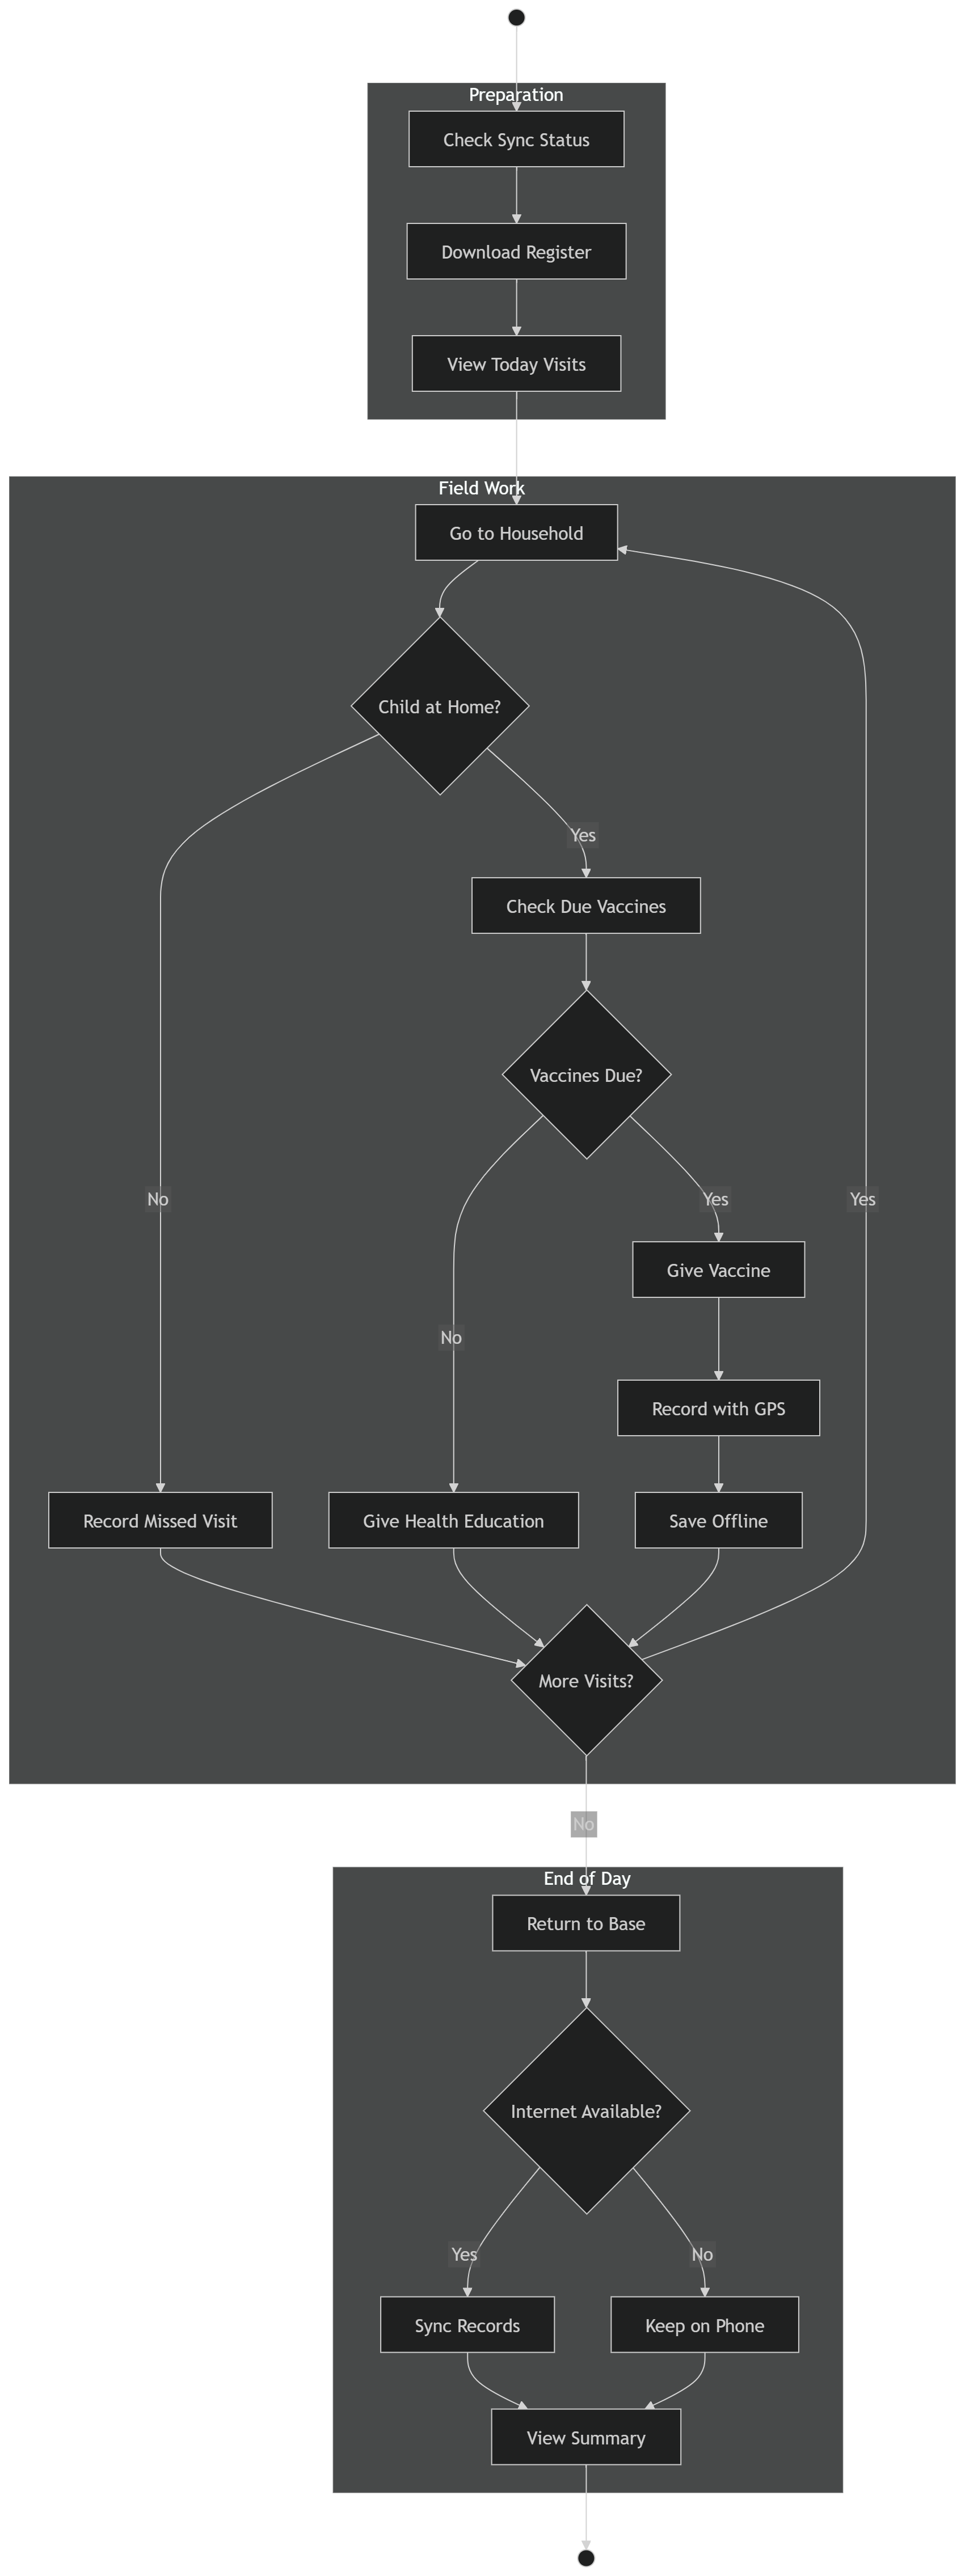 Preparation
Check Sync Status
Download Register
View Today Visits
Field Work
Go to Household
Child at Home?
Yes
Check Due Vaccines
Vaccines Due?
No
Yes
Yes
Give Vaccine
No
Record with GPS
Record Missed Visit
Give Health Education
Save Offline
More Visits?
No
End of Day
Return to Base
Internet Available?
Yes
No
Sync Records
Keep on Phone
View Summary